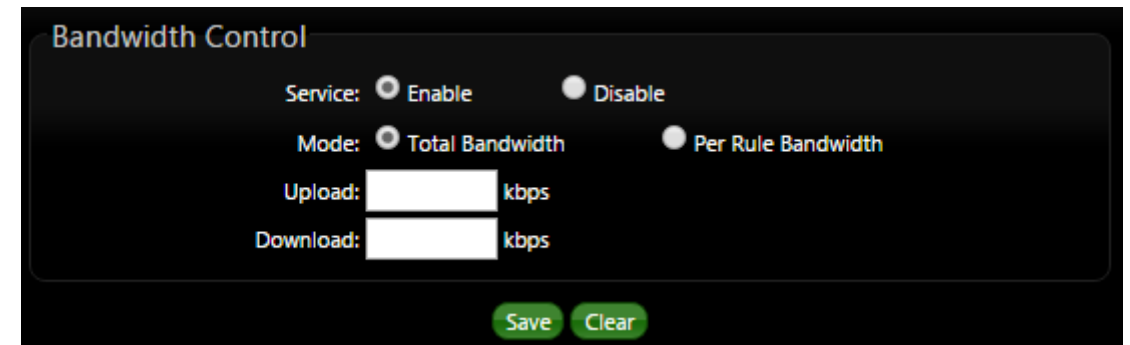 Bandwidth Control
Service: Enable Disable
Mode: Total Bandwidth Per Rule Bandwidth
Upload: kbps
Download: kbps
Save Clear